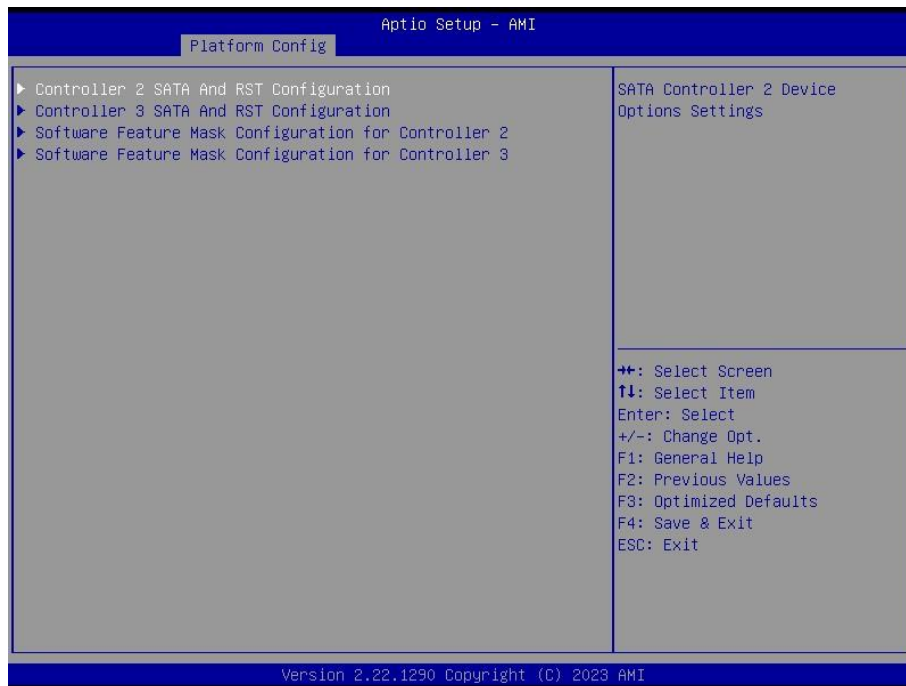 Aptio Setup – AMI
Platform Config
▶ Controller 2 SATA And RST Configuration
▶ Controller 3 SATA And RST Configuration
▶ Software Feature Mask Configuration for Controller 2
▶ Software Feature Mask Configuration for Controller 3
SATA Controller 2 Device
Options Settings
→←: Select Screen
↑↓: Select Item
Enter: Select
+/-: Change Opt.
F1: General Help
F2: Previous Values
F3: Optimized Defaults
F4: Save & Exit
ESC: Exit
Version 2.22.1290 Copyright (C) 2023 AMI